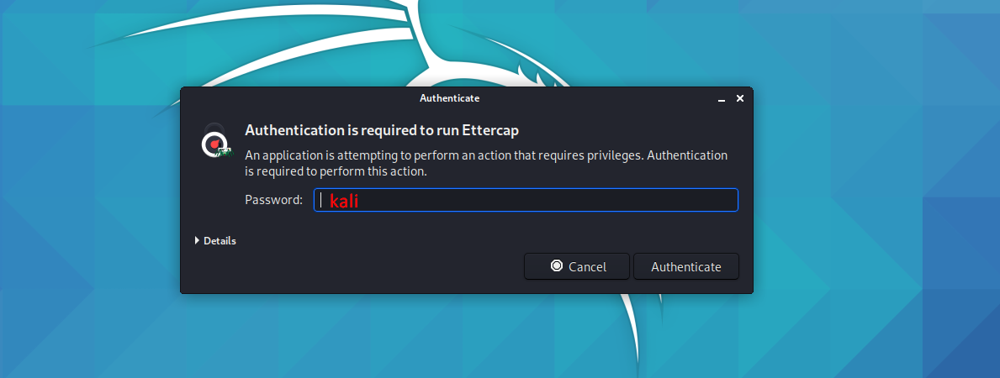 Authenticate
Authentication is required to run Ettercap
An application is attempting to perform an action that requires privileges. Authentication
is required to perform this action.
Password: kali
Details
Cancel Authenticate